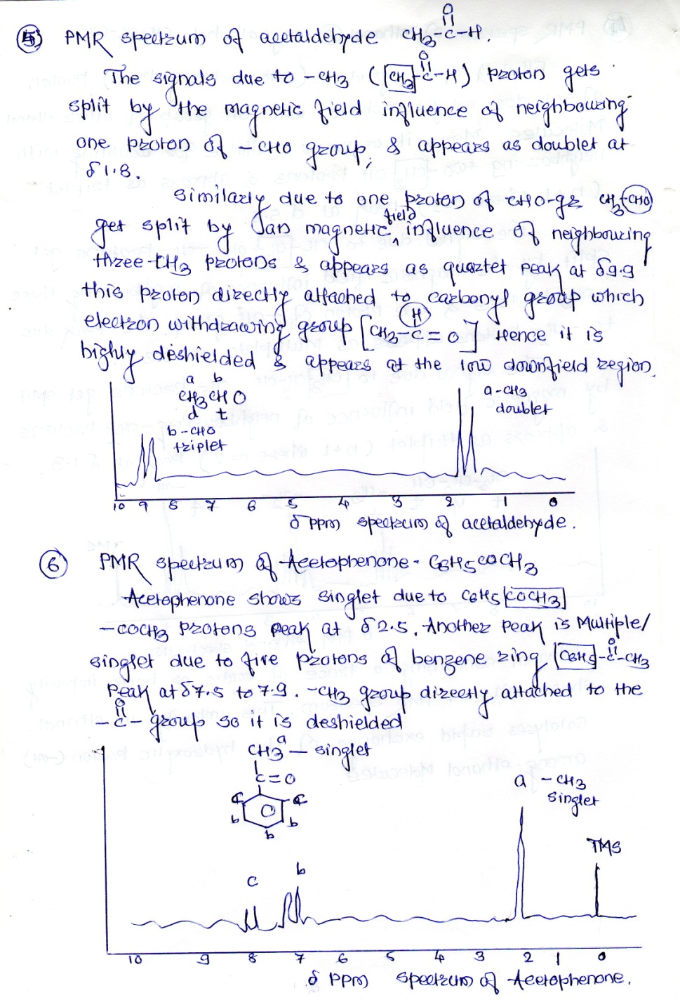 ⑤ PMR spectrum of acetaldehyde CH3-C-H.
O
The signals due to -CH3 (CH3-C-H) proton gets
O
split by the magnetic field influence of neighbouring
one proton of CHO group, & appears as doublet at
δ 1.8.
Similarly due to one proton of CHO-gr CH3-CHO
get split by an magnetic field influence of neighbouring
three-CH3 protons & appears as quartet peak at δ9.9
this proton directly attached to carbonyl group which
electron withdrawing group [CH3-C=O] Hence it is
H
highly deshielded & appears at the low downfield region.
a b
CH3CHO
d t
b-CHO
triplet
a-CH3
doublet
10 9 8 7 6 5 4 3 2 1 0
δ ppm spectrum of acetaldehyde.
⑥ PMR spectrum of Acetophenone - C6H5COCH3
Acetophenone shows singlet due to C6H5COCH3
-COCH3 protons peak at δ2.5. Another peak is Multiple/
singlet due to five protons of benzene ring C6H5-C-CH3
O
Peak at δ7.5 to 7.9. -CH3 group directly attached to the
O
-C- group so it is deshielded
a
CH3 - singlet
C=O
c c
b b
b
a -CH3
singlet
TMS
c b
10 9 8 7 6 5 4 3 2 1 0
δ PPm spectrum of Acetophenone.